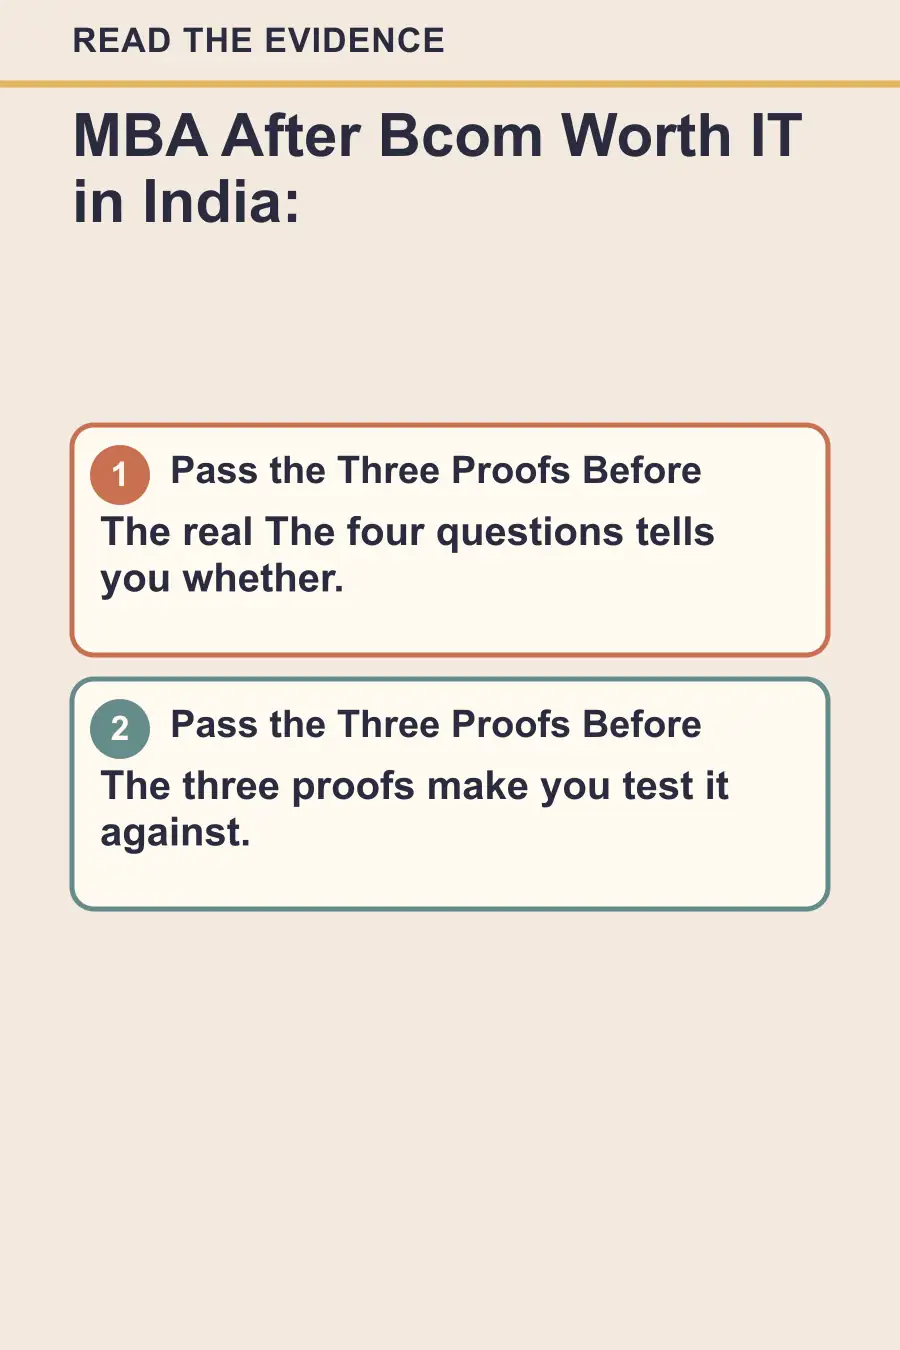 READ THE EVIDENCE
MBA After Bcom Worth IT
in India:
1 Pass the Three Proofs Before
The real The four questions tells
you whether.
2 Pass the Three Proofs Before
The three proofs make you test it
against.